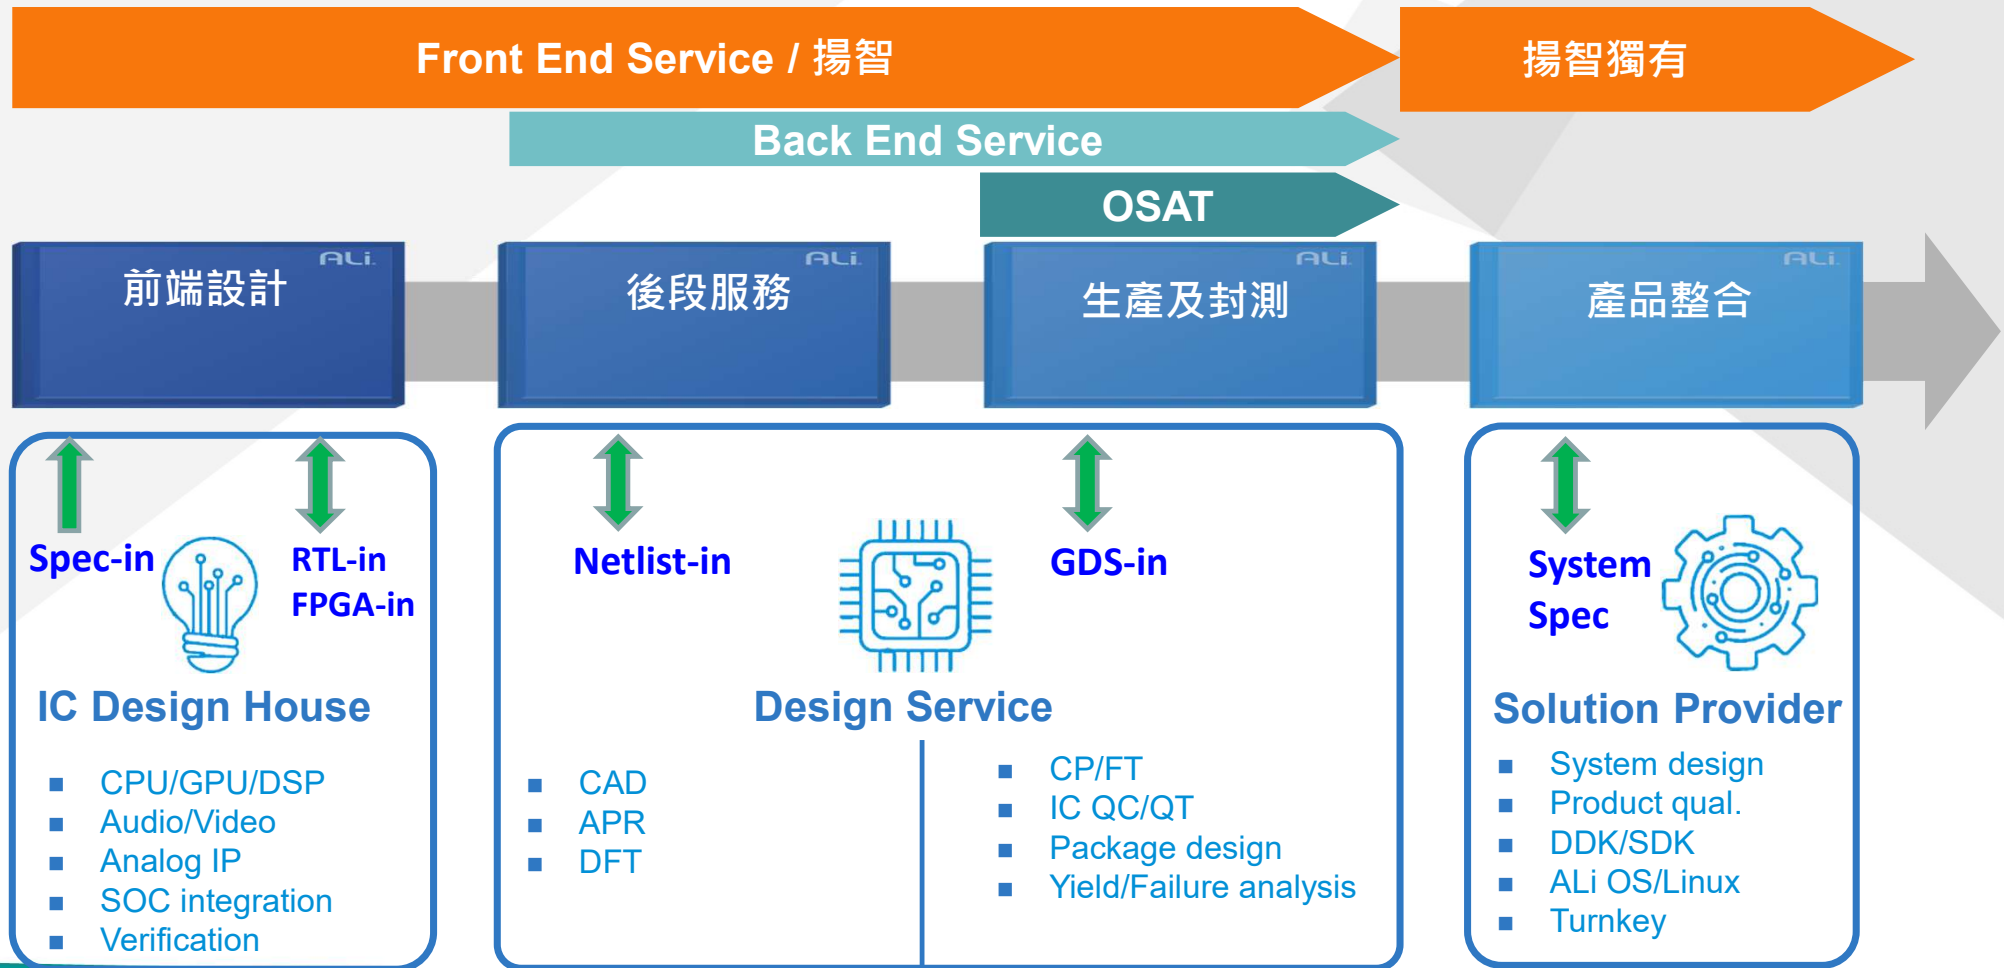 Front End Service / 揚智
揚智獨有
Back End Service
OSAT
ALi
前端設計
ALi
後段服務
ALi
生產及封測
ALi
產品整合
Spec-in
RTL-in
FPGA-in
IC Design House
■ CPU/GPU/DSP
■ Audio/Video
■ Analog IP
■ SOC integration
■ Verification
Netlist-in
GDS-in
Design Service
■ CAD
■ APR
■ DFT
■ CP/FT
■ IC QC/QT
■ Package design
■ Yield/Failure analysis
System
Spec
Solution Provider
■ System design
■ Product qual.
■ DDK/SDK
■ ALi OS/Linux
■ Turnkey